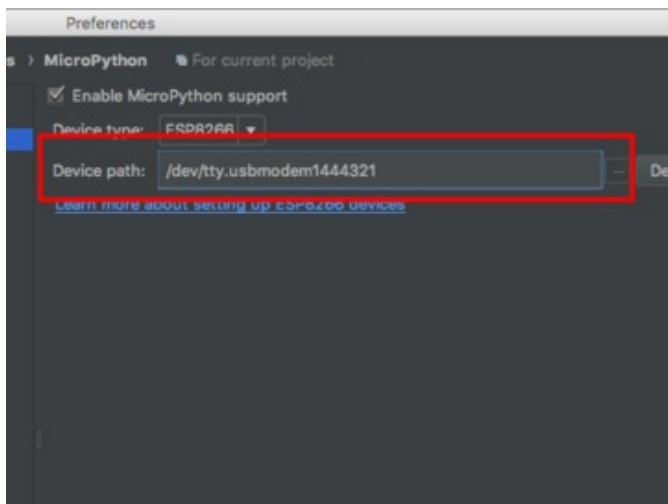 Preferences
s › MicroPython For current project
Enable MicroPython support
Device type: ESP8266
Device path: /dev/tty.usbmodem1444321 ... De
Learn more about setting up ESP8266 devices